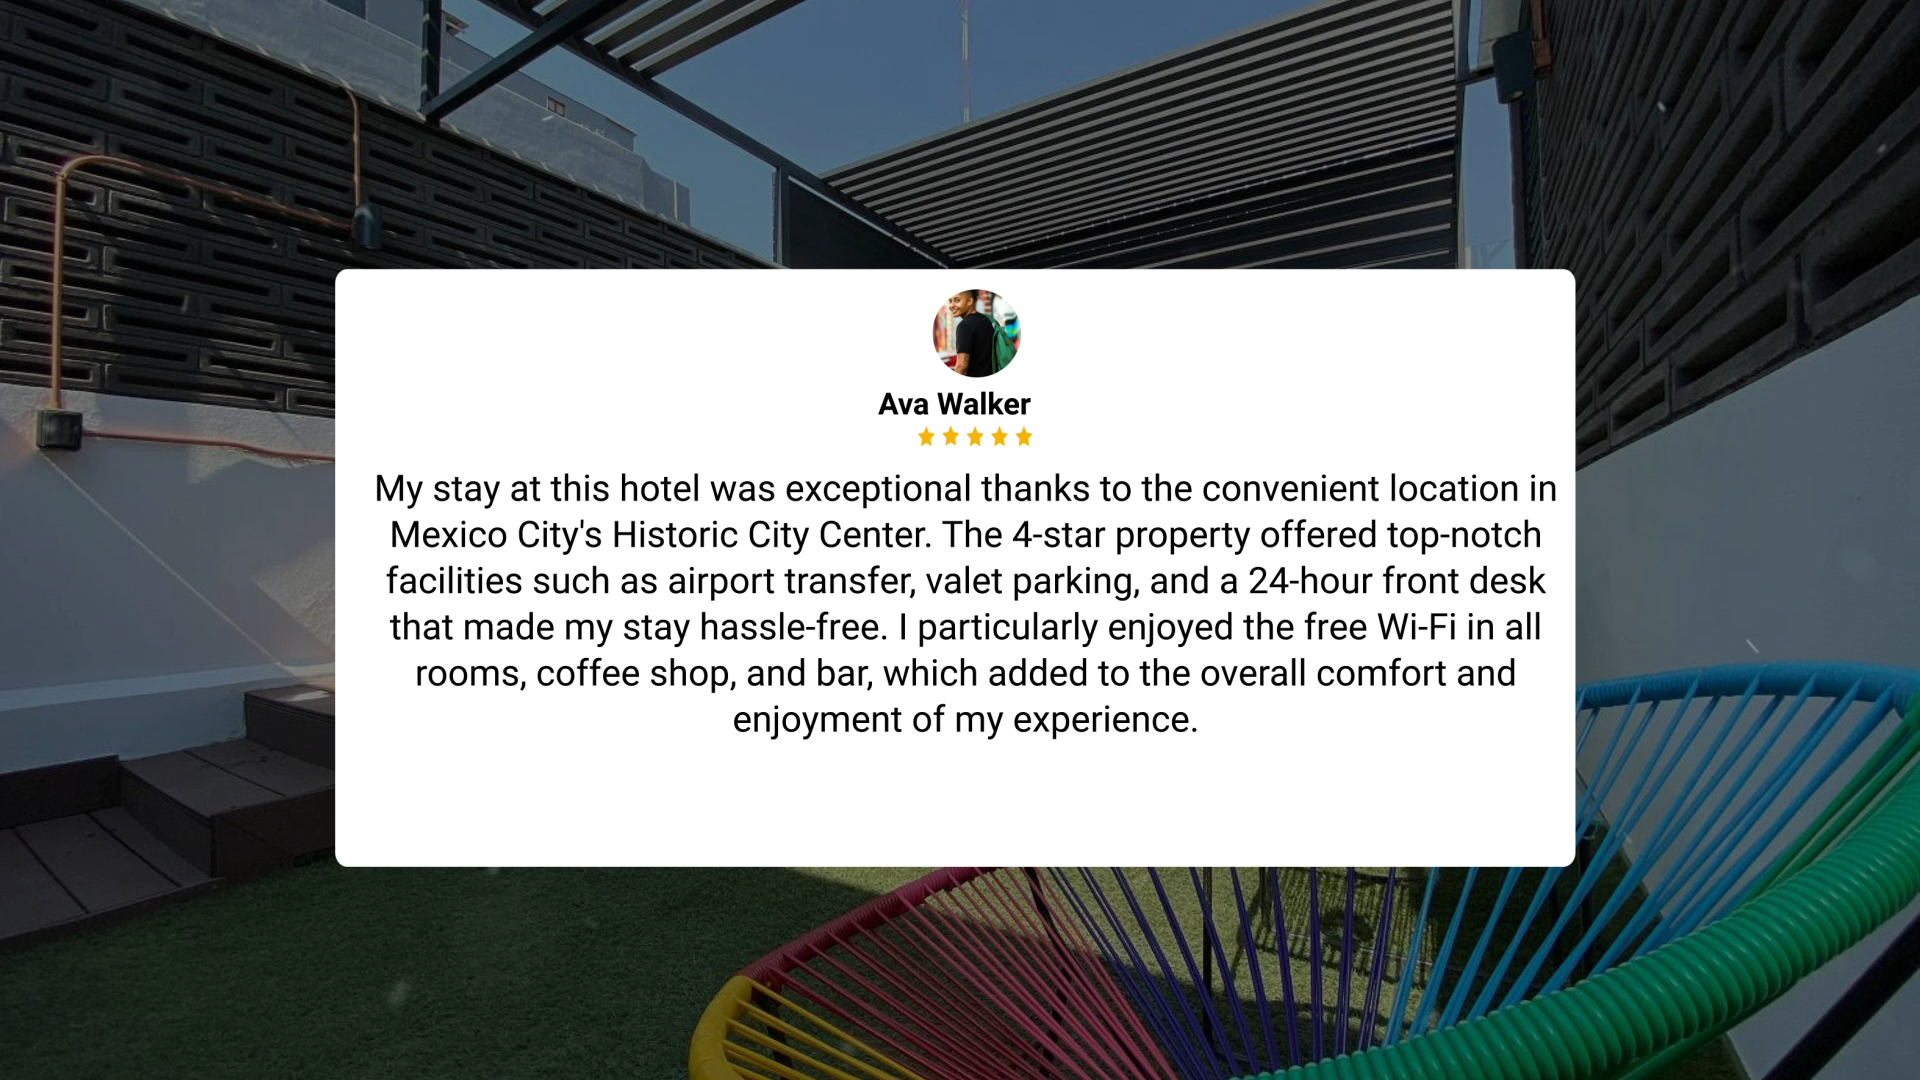 Ava Walker
My stay at this hotel was exceptional thanks to the convenient location in
Mexico City's Historic City Center. The 4-star property offered top-notch
facilities such as airport transfer, valet parking, and a 24-hour front desk
that made my stay hassle-free. I particularly enjoyed the free Wi-Fi in all
rooms, coffee shop, and bar, which added to the overall comfort and
enjoyment of my experience.